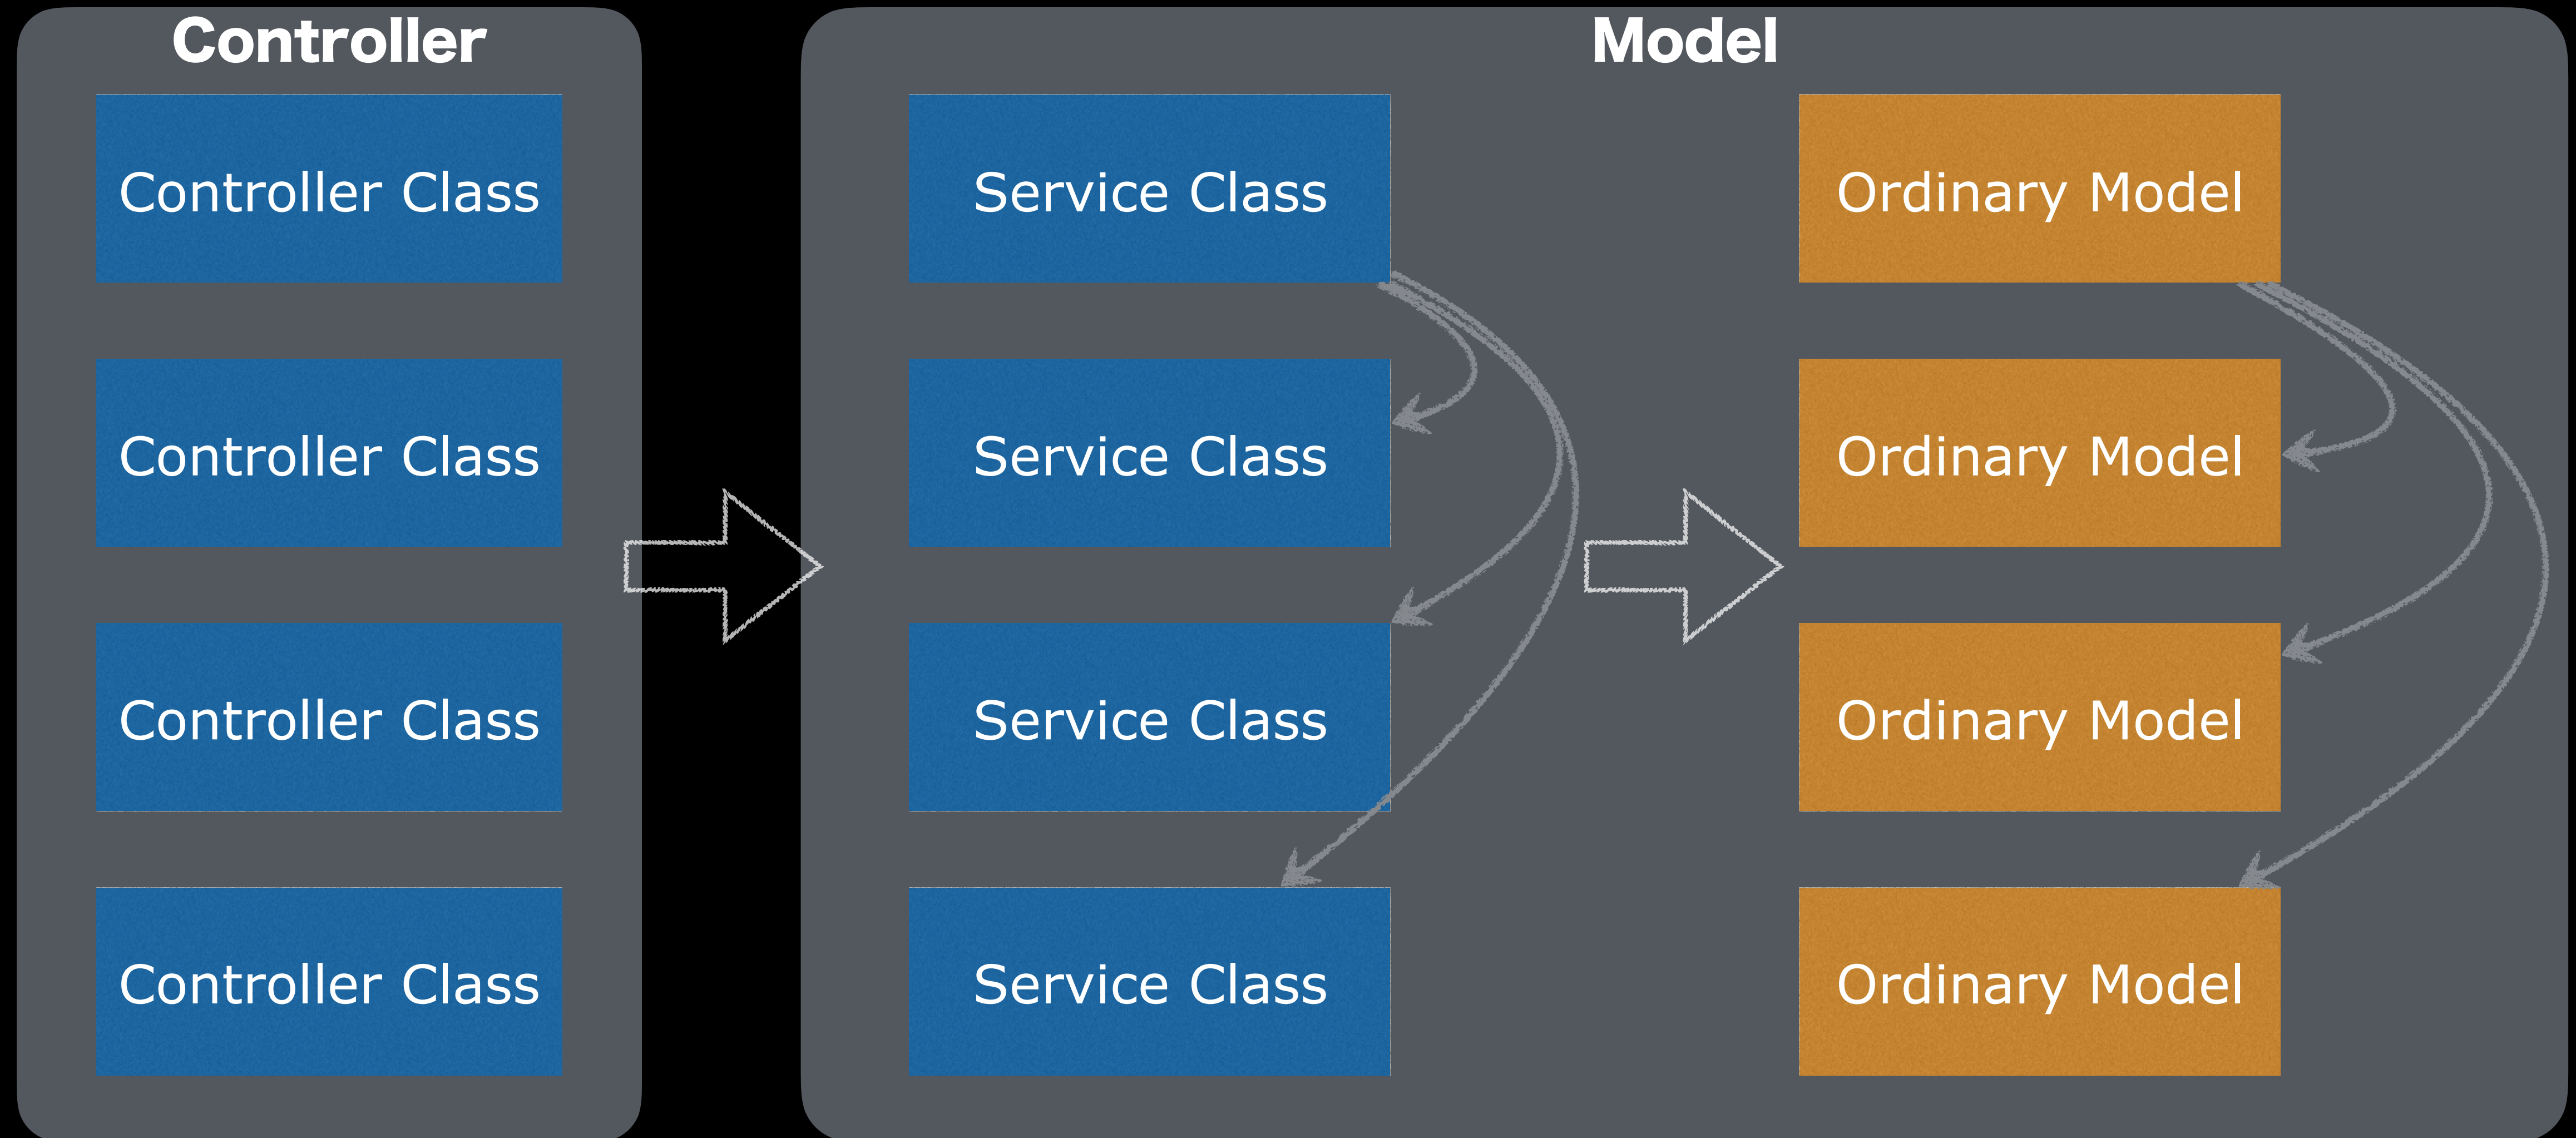 Controller
Controller Class
Controller Class
Controller Class
Controller Class
Model
Service Class
Service Class
Service Class
Service Class
Ordinary Model
Ordinary Model
Ordinary Model
Ordinary Model